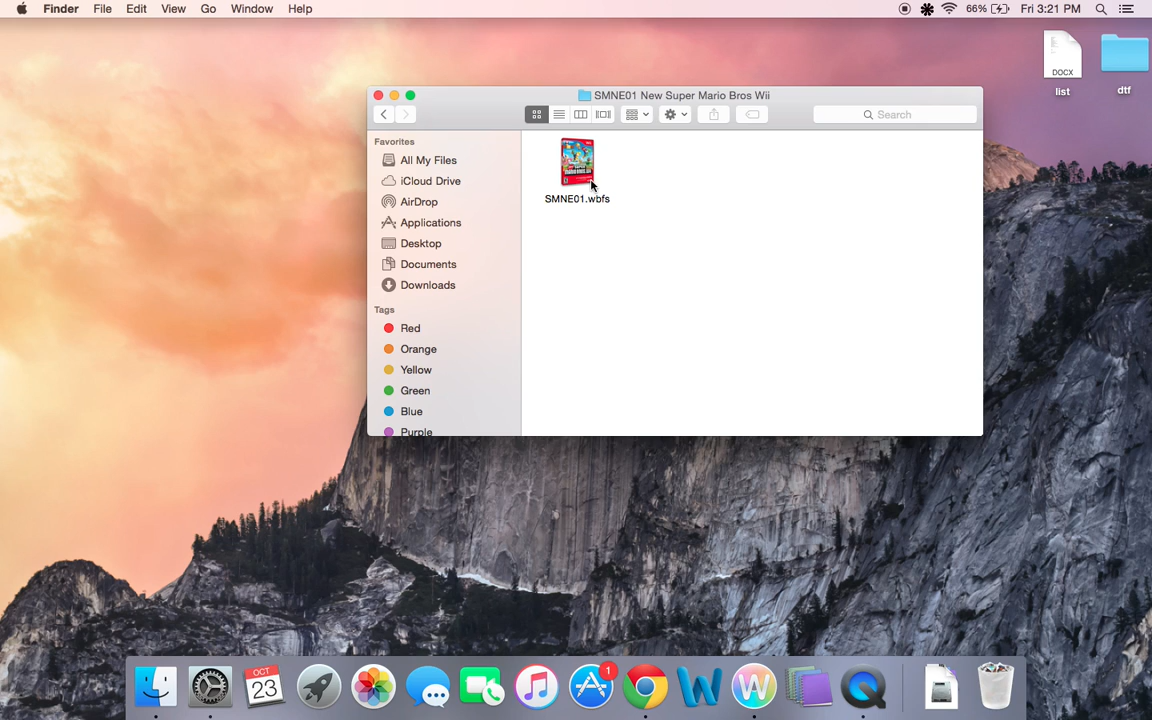 Finder File Edit View Go Window Help 66% Fri 3:21 PM
DOCX
list
dtf
SMNE01 New Super Mario Bros Wii
Search
Favorites
All My Files
iCloud Drive
AirDrop
Applications
Desktop
Documents
Downloads
Tags
Red
Orange
Yellow
Green
Blue
Purple
SMNE01.wbfs
OCT
23
1
W
W